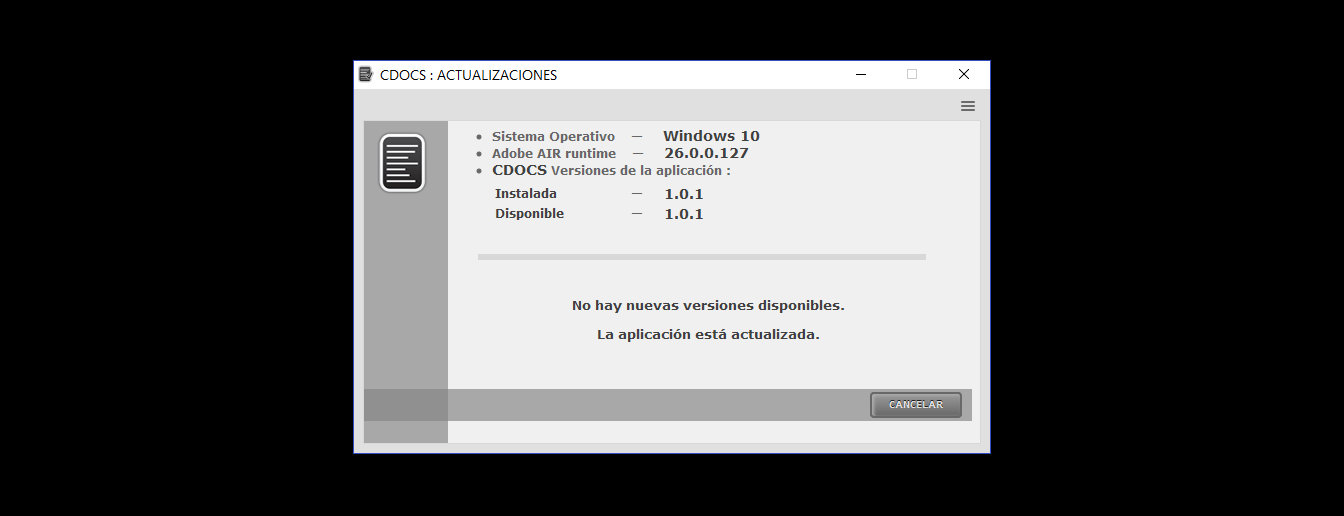 CDOCS : ACTUALIZACIONES
• Sistema Operativo — Windows 10
• Adobe AIR runtime — 26.0.0.127
• CDOCS Versiones de la aplicación :
Instalada — 1.0.1
Disponible — 1.0.1
No hay nuevas versiones disponibles.
La aplicación está actualizada.
CANCELAR